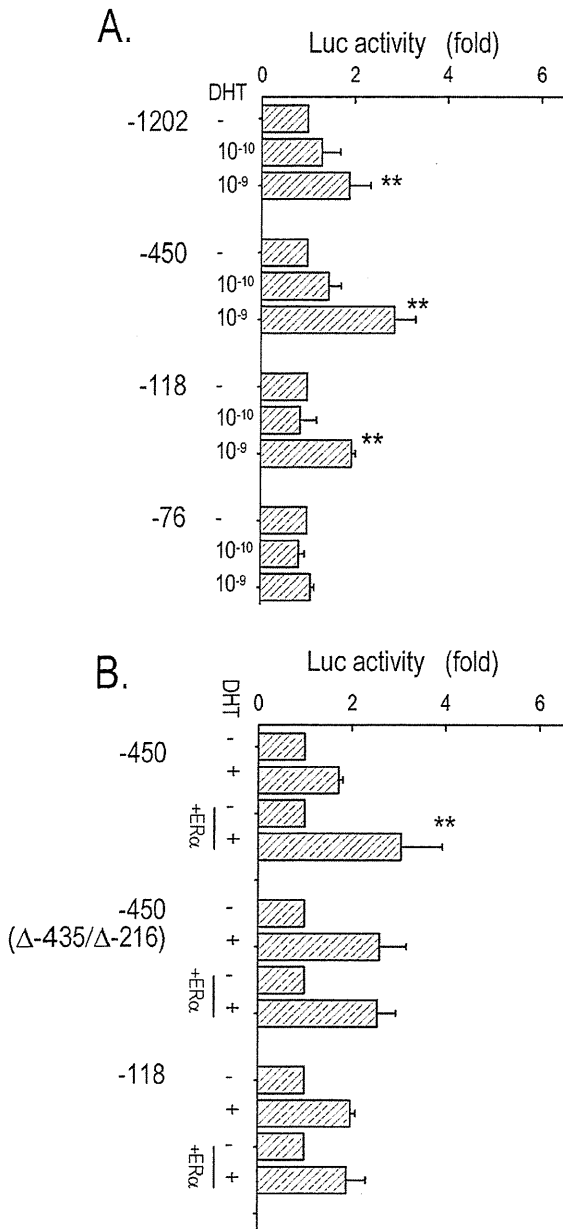 A.
Luc activity (fold)
0 2 4 6
DHT
-1202 -
10⁻¹⁰
10⁻⁹ **
-450 -
10⁻¹⁰
10⁻⁹ **
-118 -
10⁻¹⁰
10⁻⁹ **
-76 -
10⁻¹⁰
10⁻⁹
B.
Luc activity (fold)
0 2 4 6
DHT
-450 -
+
+ERα -
+ **
-450 -
(Δ-435/Δ-216) +
+ERα -
+
-118 -
+
+ERα -
+